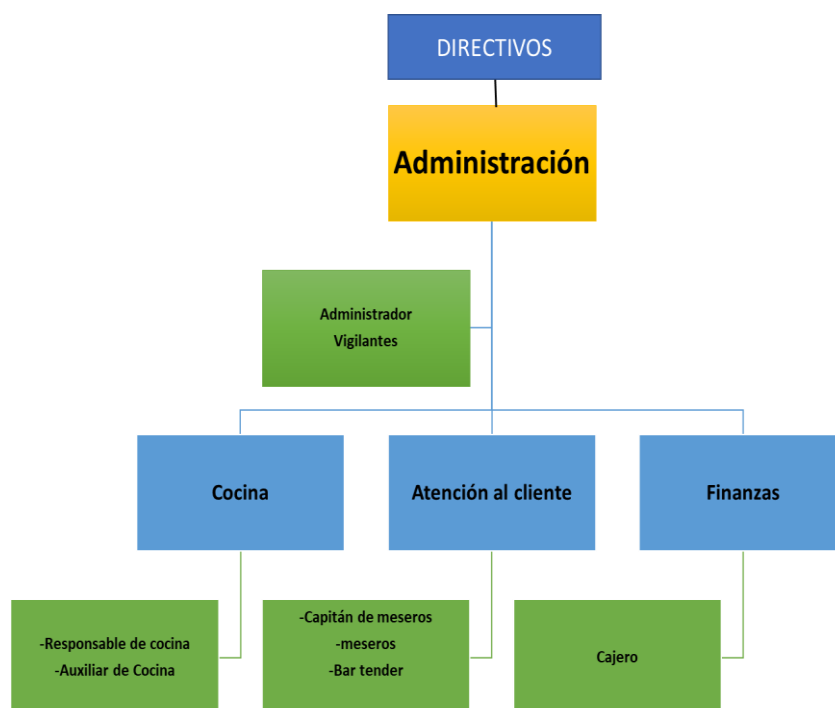 DIRECTIVOS
Administración
Administrador
Vigilantes
Cocina
Atención al cliente
Finanzas
-Responsable de cocina
-Auxiliar de Cocina
-Capitán de meseros
-meseros
-Bar tender
Cajero